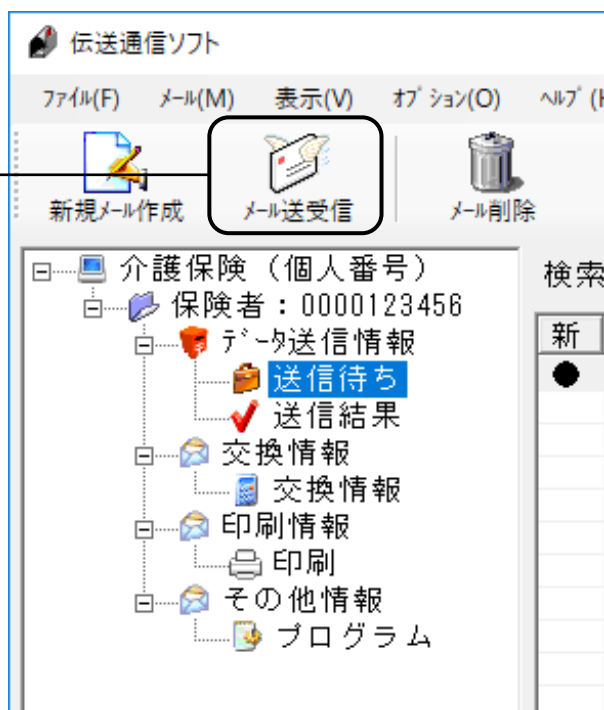 伝送通信ソフト
ﾌｧｲﾙ(F) ﾒｰﾙ(M) 表示(V) ｵﾌﾟｼｮﾝ(O) ﾍﾙﾌﾟ(H
新規ﾒｰﾙ作成 ﾒｰﾙ送受信 ﾒｰﾙ削除
介護保険（個人番号）
保険者：0000123456
ﾃﾞｰﾀ送信情報
送信待ち
送信結果
交換情報
交換情報
印刷情報
印刷
その他情報
プログラム
検索
新